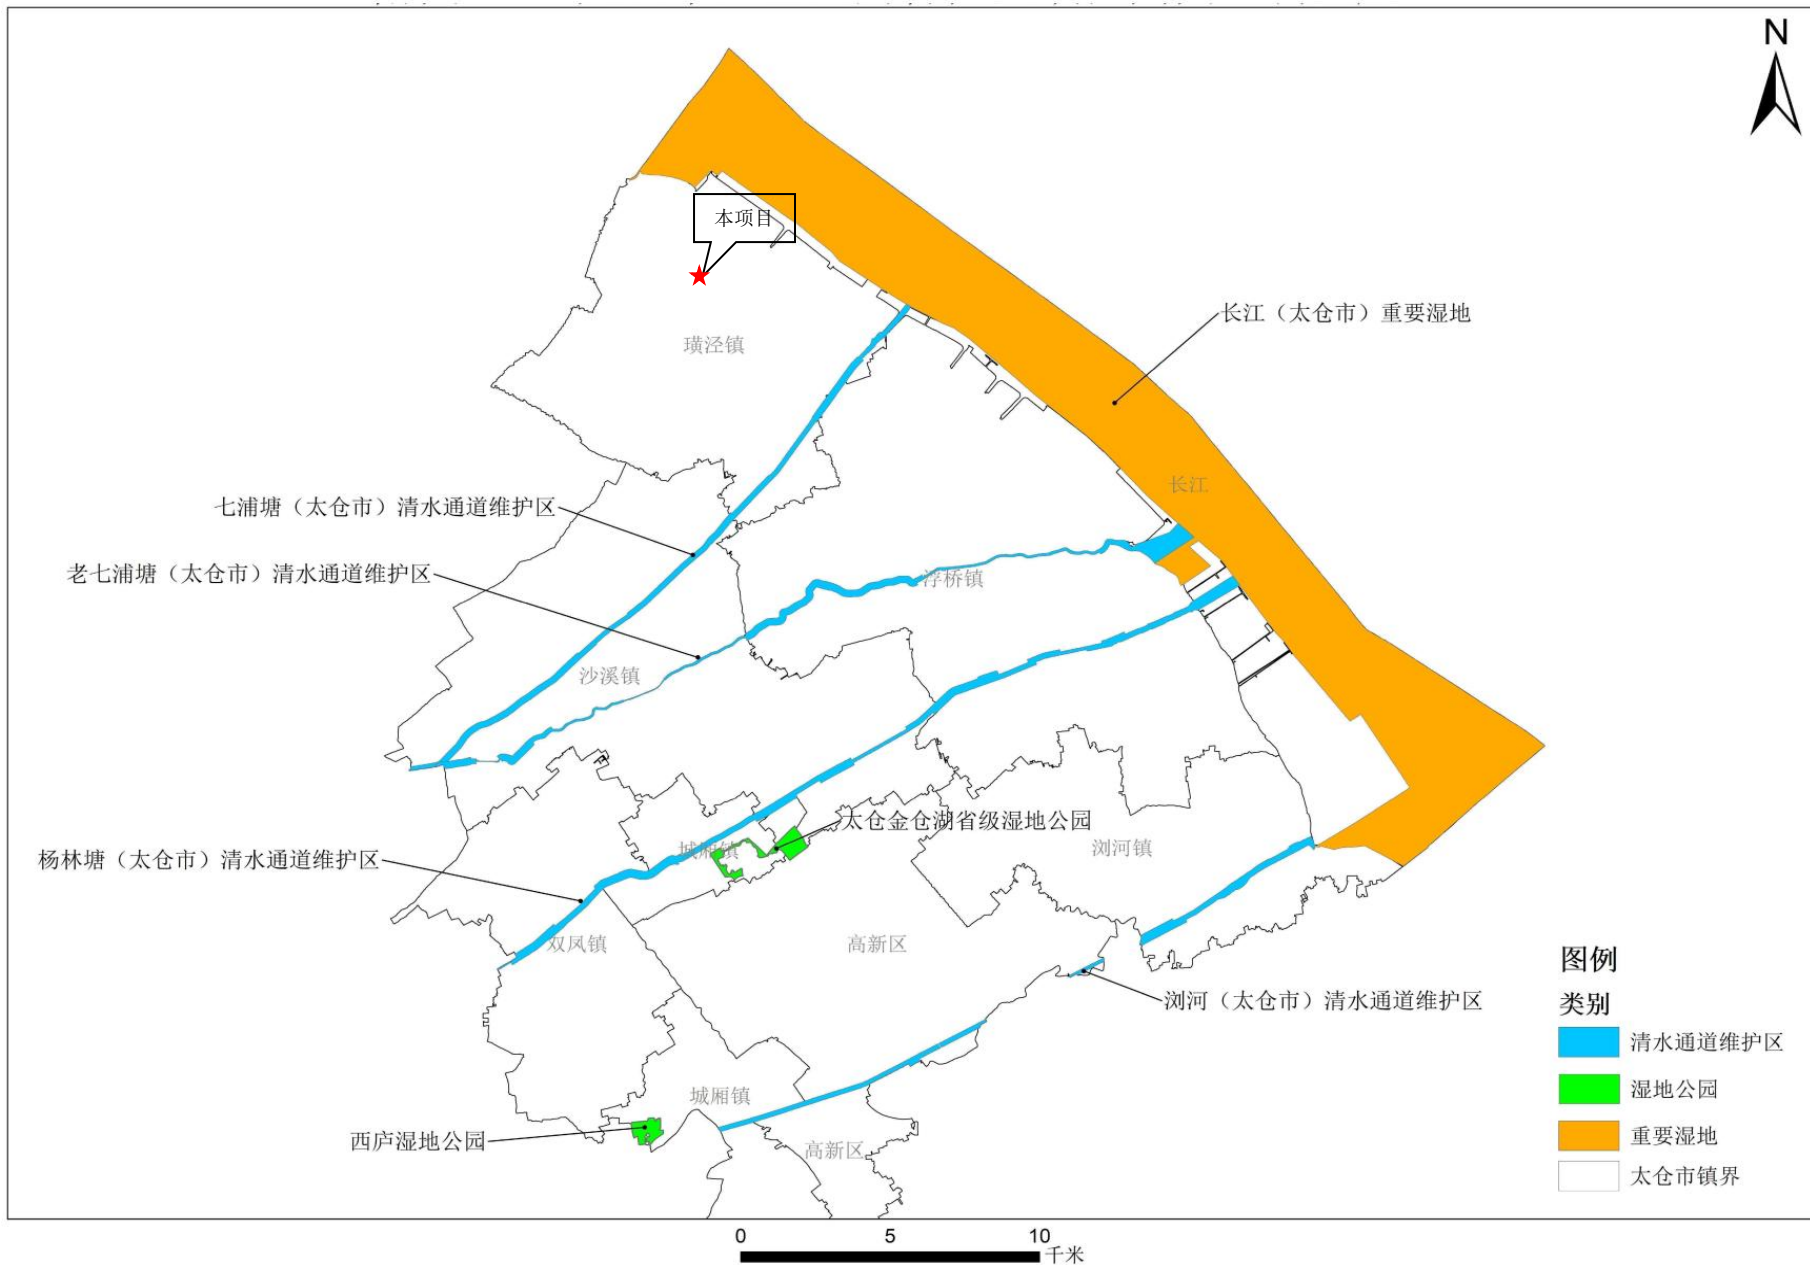 N
本项目
长江（太仓市）重要湿地
璜泾镇
长江
七浦塘（太仓市）清水通道维护区
老七浦塘（太仓市）清水通道维护区
浮桥镇
沙溪镇
太仓金仓湖省级湿地公园
城厢镇
浏河镇
杨林塘（太仓市）清水通道维护区
双凤镇
高新区
浏河（太仓市）清水通道维护区
城厢镇
西庐湿地公园
高新区
图例
类别
清水通道维护区
湿地公园
重要湿地
太仓市镇界
0 5 10
千米